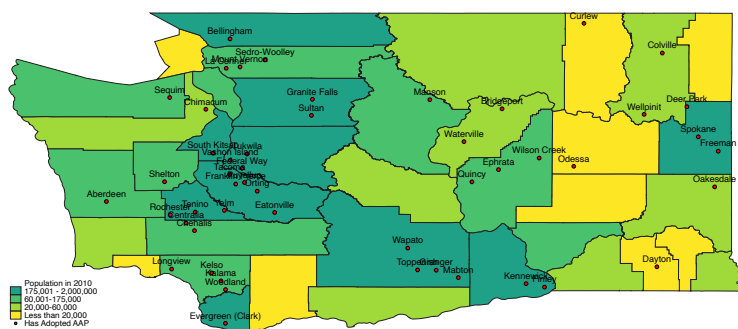 Curlew
Bellingham
Sedro-Woolley
Mount Vernon
La Conner
Colville
Sequim
Chimacum
Granite Falls
Sultan
Manson
Bridgeport
Wellpinit
Deer Park
Spokane
Freeman
Waterville
South Kitsap
Vashon Island
Tukwila
Federal Way
Tacoma
Franklin Pierce
Orting
Wilson Creek
Odessa
Ephrata
Quincy
Oakesdale
Shelton
Aberdeen
Rochester
Tenino
Yelm
Eatonville
Centralia
Chehalis
Wapato
Toppenish
Granger
Mabton
Dayton
Longview
Kelso
Kalama
Woodland
Kennewick
Finley
Evergreen (Clark)
Population in 2010
175,001 - 2,000,000
60,001-175,000
20,000-60,000
Less than 20,000
Has Adopted AAP